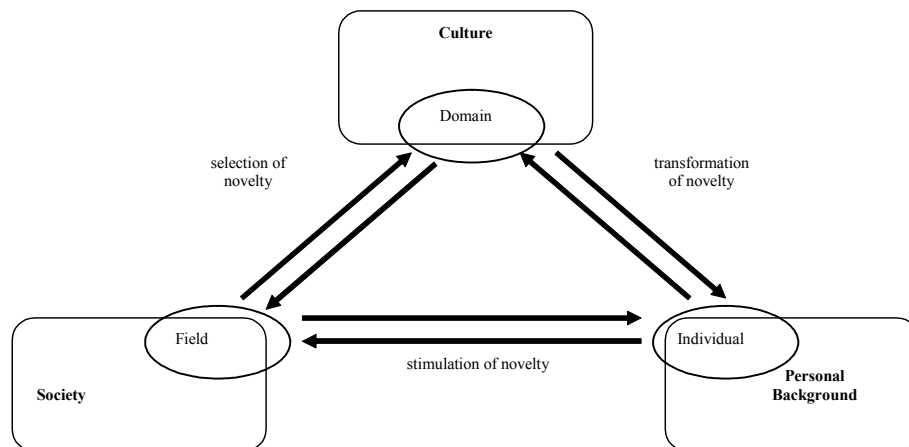 Culture
Domain
selection of
novelty
transformation
of novelty
Field
Individual
stimulation of novelty
Society
Personal
Background